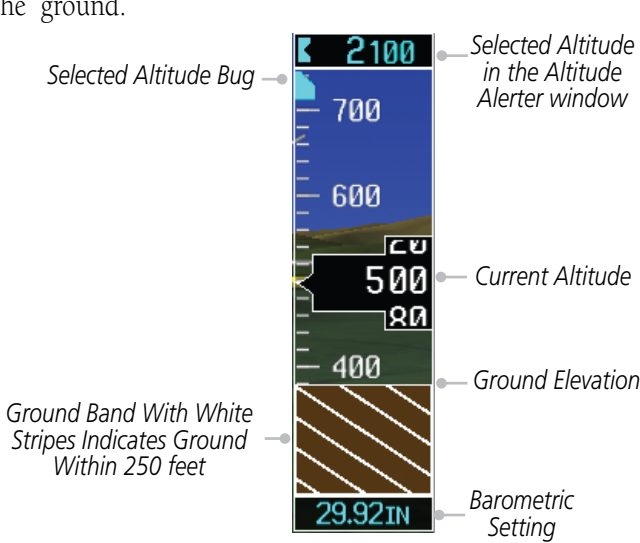 he ground.
2100
Selected Altitude
in the Altitude
Alerter window
Selected Altitude Bug
700
600
20
500
80
Current Altitude
400
Ground Elevation
Ground Band With White
Stripes Indicates Ground
Within 250 feet
29.92IN
Barometric
Setting